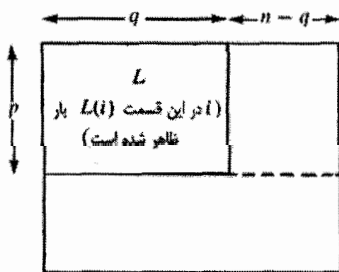 q n − q
p
L
(i در این قسمت L(i) بار
ظاهر شده است)